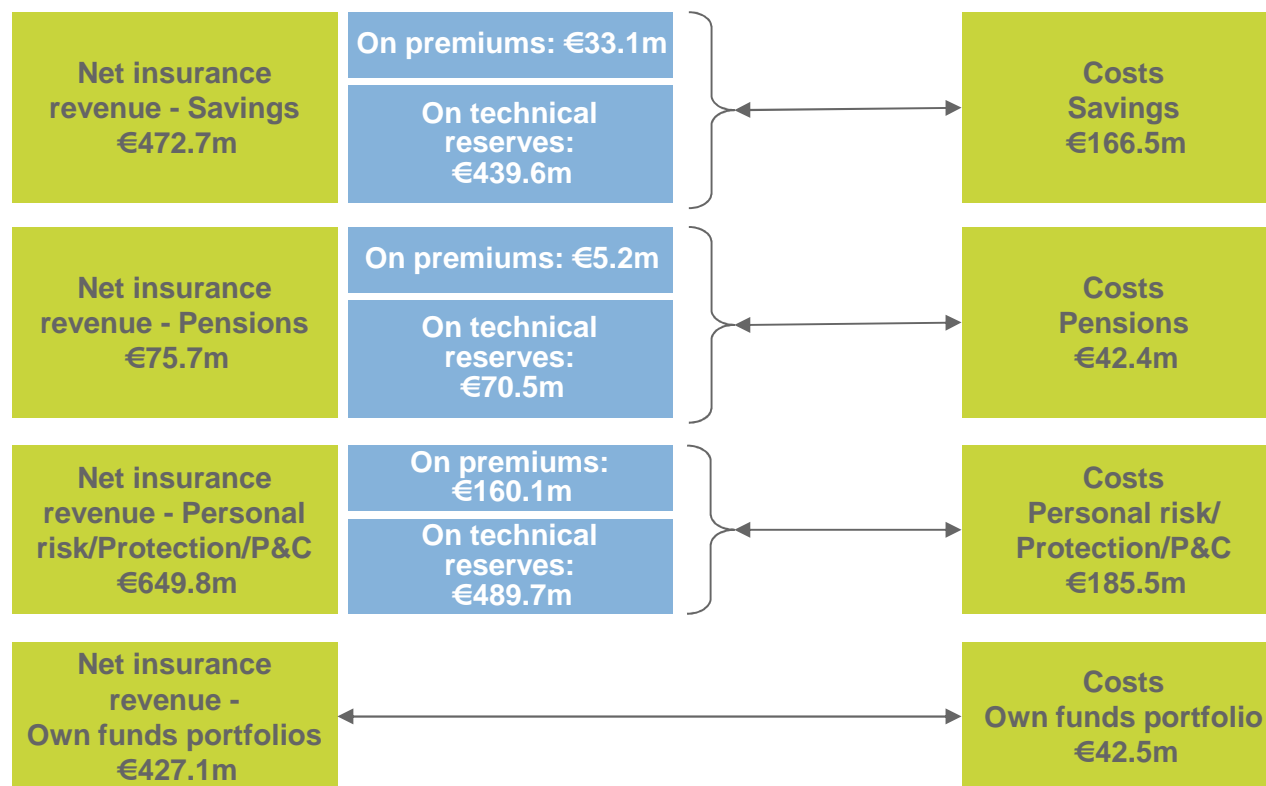 Net insurance
revenue - Savings
€472.7m
On premiums: €33.1m
On technical
reserves:
€439.6m
Costs
Savings
€166.5m
Net insurance
revenue - Pensions
€75.7m
On premiums: €5.2m
On technical
reserves:
€70.5m
Costs
Pensions
€42.4m
Net insurance
revenue - Personal
risk/Protection/P&C
€649.8m
On premiums:
€160.1m
On technical
reserves:
€489.7m
Costs
Personal risk/
Protection/P&C
€185.5m
Net insurance
revenue -
Own funds portfolios
€427.1m
Costs
Own funds portfolio
€42.5m